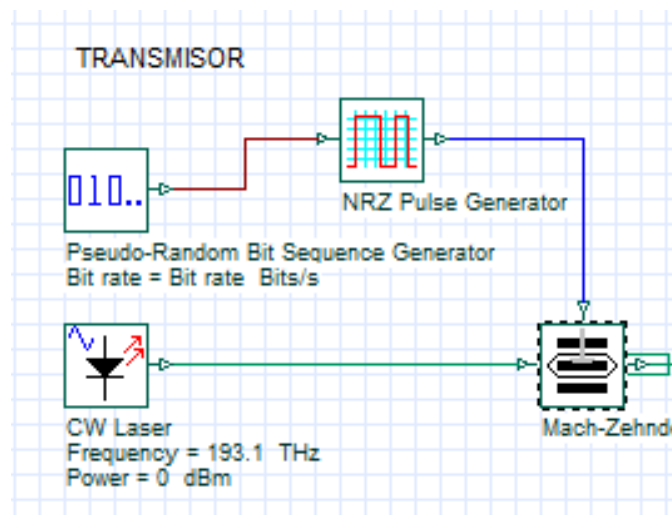 TRANSMISOR
010..
NRZ Pulse Generator
Pseudo-Random Bit Sequence Generator
Bit rate = Bit rate Bits/s
CW Laser
Frequency = 193.1 THz
Power = 0 dBm